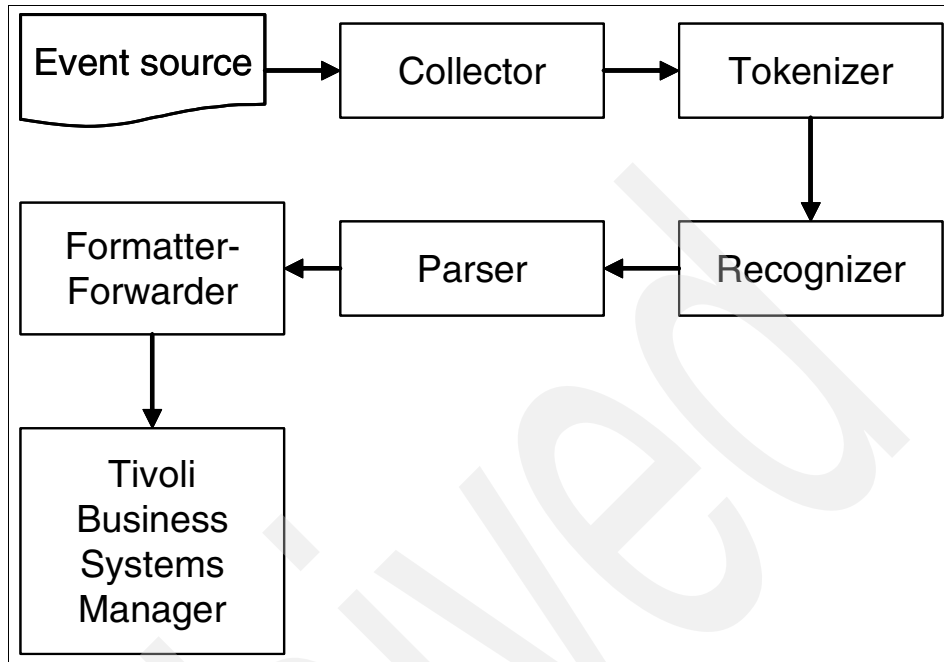 Event source
Collector
Tokenizer
Recognizer
Parser
Formatter-
Forwarder
Tivoli
Business
Systems
Manager